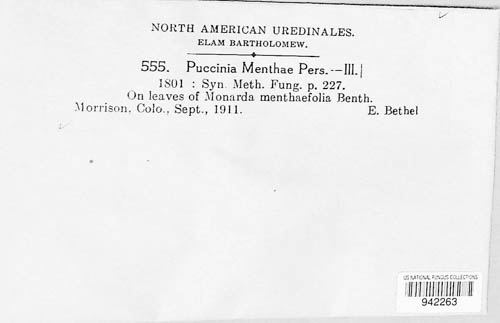 NORTH AMERICAN UREDINALES.
ELAM BARTHOLOMEW.
555. Puccinia Menthae Pers.--III.
1801 : Syn. Meth. Fung. p. 227.
On leaves of Monarda menthaefolia Benth.
Morrison, Colo., Sept., 1911. E. Bethel
US NATIONAL FUNGUS COLLECTIONS
942263